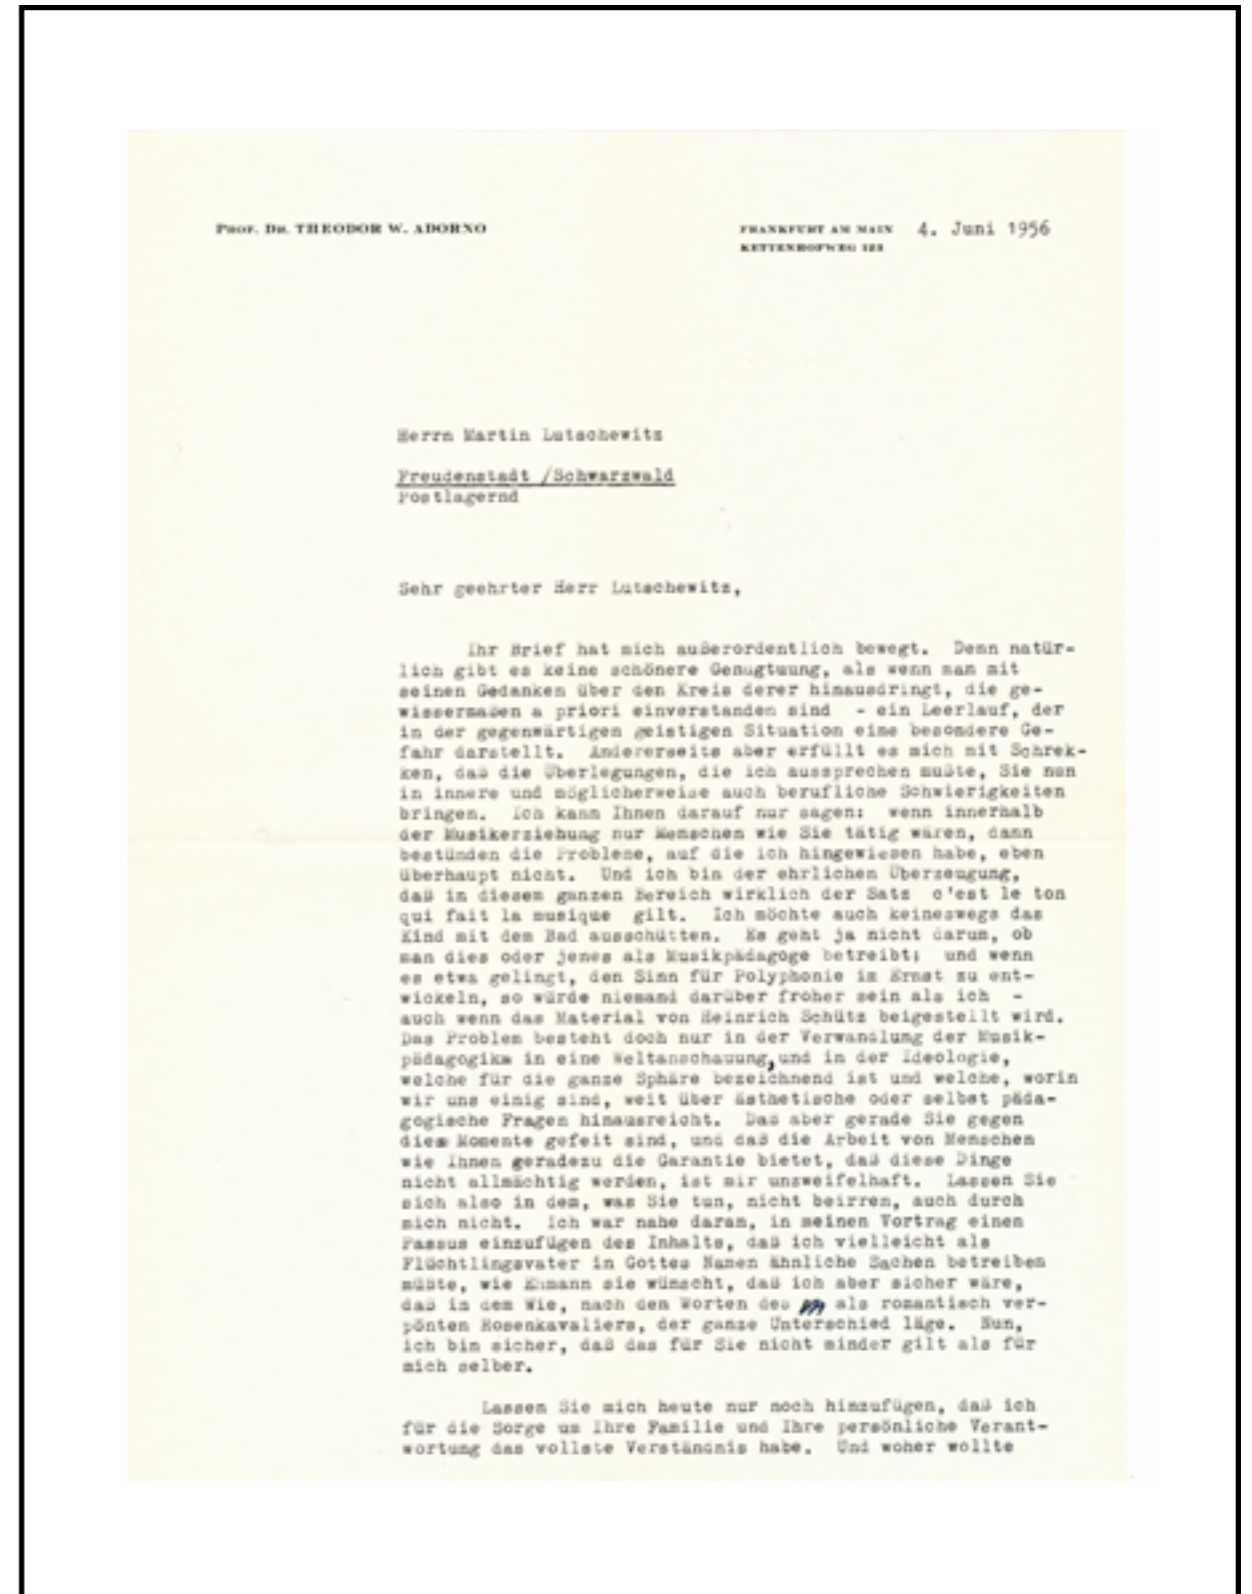 PROF. DR. THEODOR W. ADORNO
FRANKFURT AM MAIN 4. Juni 1956
KETTENHOFWEG 123
Herrn Martin Lutschewitz
Freudenstadt /Schwarzwald
Postlagernd
Sehr geehrter Herr Lutschewitz,
Ihr Brief hat mich außerordentlich bewegt. Denn natür-
lich gibt es keine schönere Genugtuung, als wenn man mit
seinen Gedanken über den Kreis derer hinausdringt, die ge-
wissermaßen a priori einverstanden sind - ein Leerlauf, der
in der gegenwärtigen geistigen Situation eine besondere Ge-
fahr darstellt. Andererseits aber erfüllt es mich mit Schrek-
ken, daß die Überlegungen, die ich aussprechen mußte, Sie nun
in innere und möglicherweise auch berufliche Schwierigkeiten
bringen. Ich kann Ihnen darauf nur sagen: wenn innerhalb
der Musikerziehung nur Menschen wie Sie tätig wären, dann
bestünden die Probleme, auf die ich hingewiesen habe, eben
überhaupt nicht. Und ich bin der ehrlichen Überzeugung,
daß in diesem ganzen Bereich wirklich der Satz c'est le ton
qui fait la musique gilt. Ich möchte auch keineswegs das
Kind mit dem Bad ausschütten. Es geht ja nicht darum, ob
man dies oder jenes als Musikpädagoge betreibt; und wenn
es etwa gelingt, den Sinn für Polyphonie im Ernst zu ent-
wickeln, so würde niemand darüber froher sein als ich -
auch wenn das Material von Heinrich Schütz beigestellt wird.
Das Problem besteht doch nur in der Verwandlung der Musik-
pädagogik in eine Weltanschauung, und in der Ideologie,
welche für die ganze Sphäre bezeichnend ist und welche, worin
wir uns einig sind, weit über ästhetische oder selbst päda-
gogische Fragen hinausreicht. Daß aber gerade Sie gegen
diese Momente gefeit sind, und daß die Arbeit von Menschen
wie Ihnen geradezu die Garantie bietet, daß diese Dinge
nicht allmächtig werden, ist mir unzweifelhaft. Lassen Sie
sich also in dem, was Sie tun, nicht beirren, auch durch
mich nicht. Ich war nahe daran, in meinen Vortrag einen
Passus einzufügen des Inhalts, daß ich vielleicht als
Flüchtlingsvater in Gottes Namen ähnliche Sachen betreiben
müßte, wie sie wünscht, daß ich aber sicher wäre,
daß in dem Wie, nach den Worten des als romantisch ver-
pönten Rosenkavaliers, der ganze Unterschied läge. Nun,
ich bin sicher, daß das für Sie nicht minder gilt als für
mich selber.
Lassen Sie mich heute nur noch hinzufügen, daß ich
für die Sorge um Ihre Familie und Ihre persönliche Verant-
wortung das vollste Verständnis habe. Und woher wollte